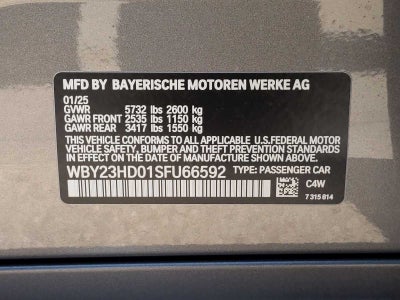 MFD BY BAYERISCHE MOTOREN WERKE AG
01/25
GVWR 5732 lbs 2600 kg
GAWR FRONT 2535 lbs 1150 kg
GAWR REAR 3417 lbs 1550 kg
THIS VEHICLE CONFORMS TO ALL APPLICABLE U.S.FEDERAL MOTOR
VEHICLE SAFETY, BUMPER, AND THEFT PREVENTION STANDARDS
IN EFFECT ON THE DATE OF MANUFACTURE SHOWN ABOVE.
WBY23HD01SFU66592 TYPE: PASSENGER CAR
C4W
7 315 814